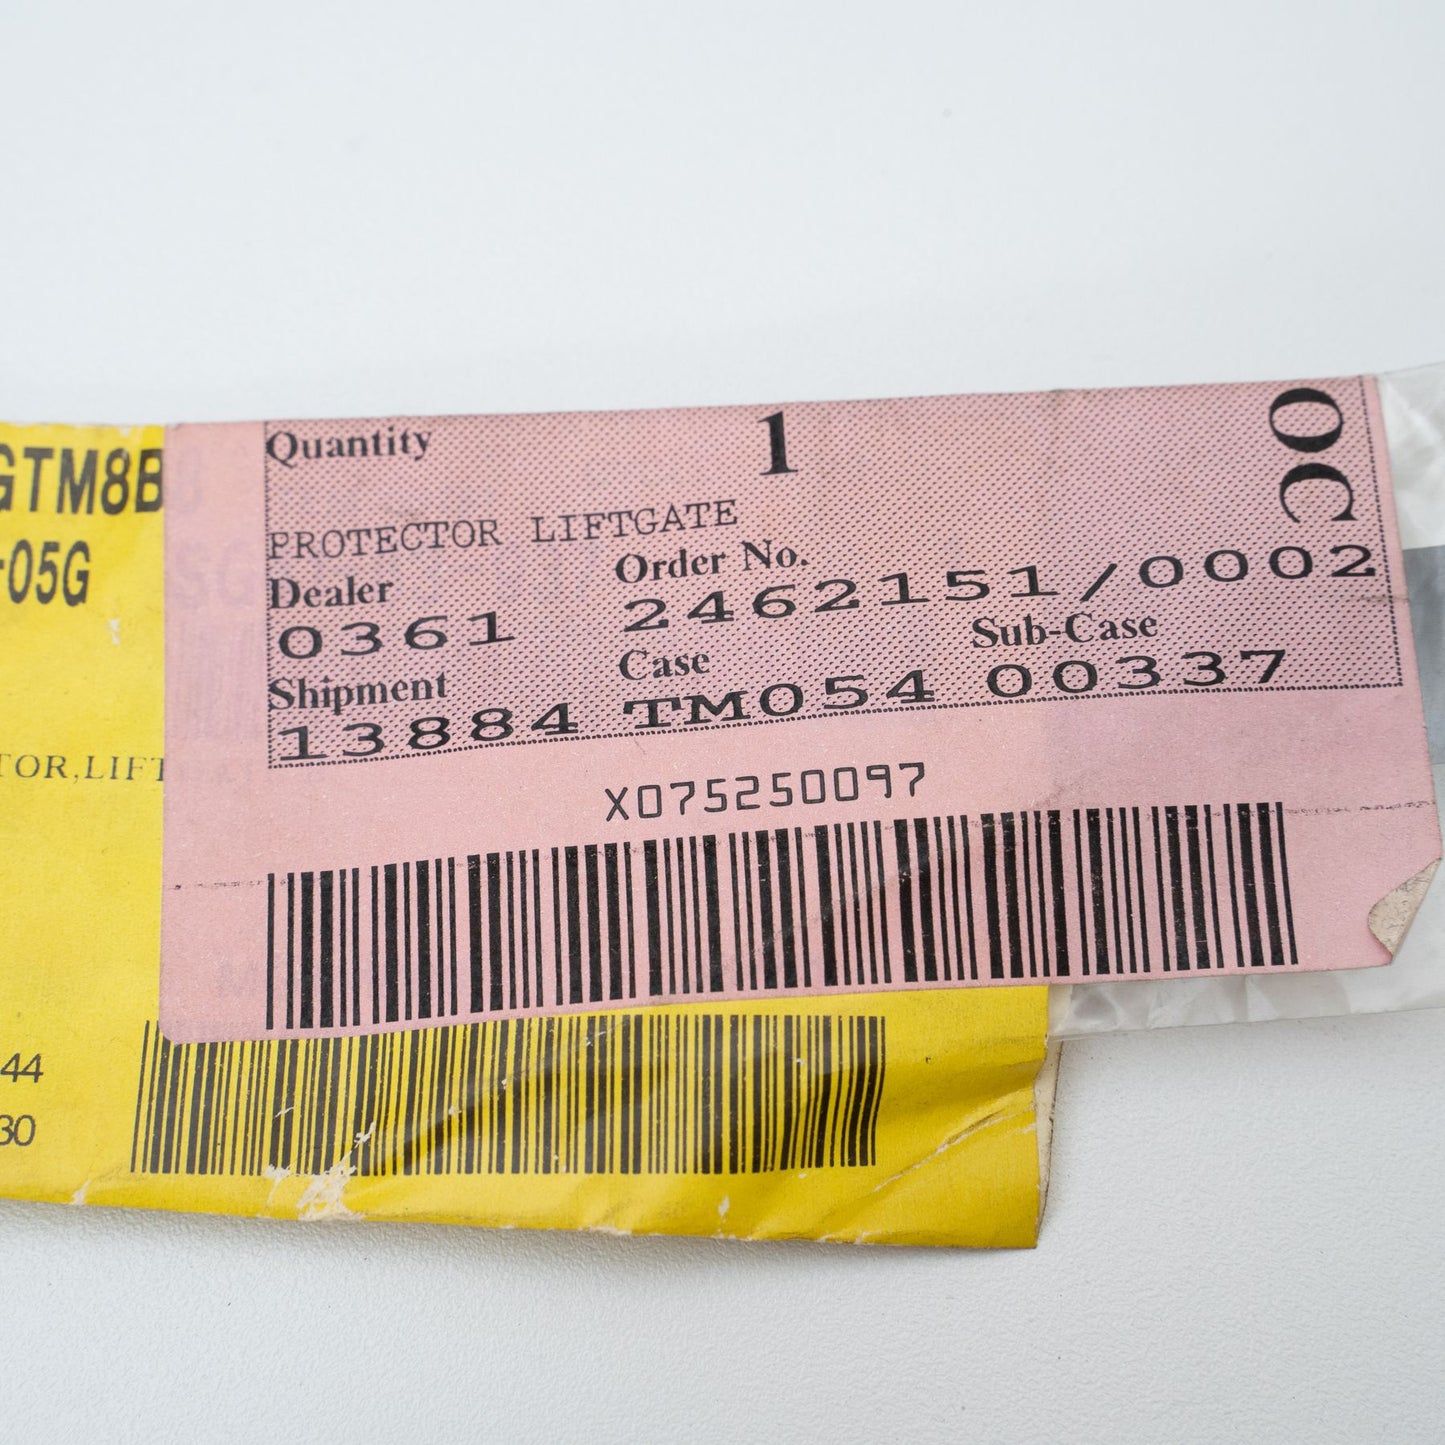 Quantity 1 OC
PROTECTOR LIFTGATE
Dealer Order No.
0361 2462151/0002
Shipment Case Sub-Case
13884 TM054 00337
X075250097
GTM8B
-05G
TOR,LIFT
44
30